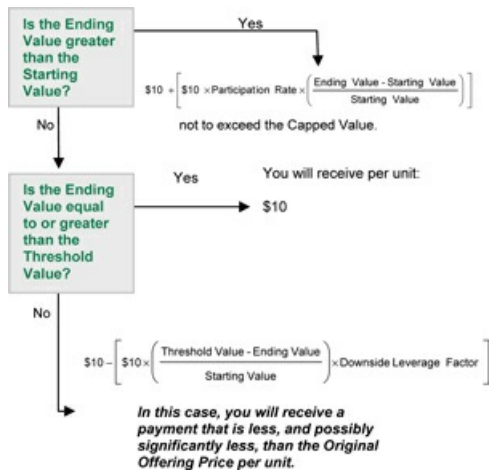 Is the Ending
Value greater
than the
Starting
Value?
Yes
$10 + [$10 ×Participation Rate×(Ending Value - Starting Value
Starting Value)]
not to exceed the Capped Value.
No
Is the Ending
Value equal
to or greater
than the
Threshold
Value?
Yes
You will receive per unit:
$10
No
$10 – [$10×(Threshold Value - Ending Value
Starting Value)×Downside Leverage Factor]
In this case, you will receive a
payment that is less, and possibly
significantly less, than the Original
Offering Price per unit.